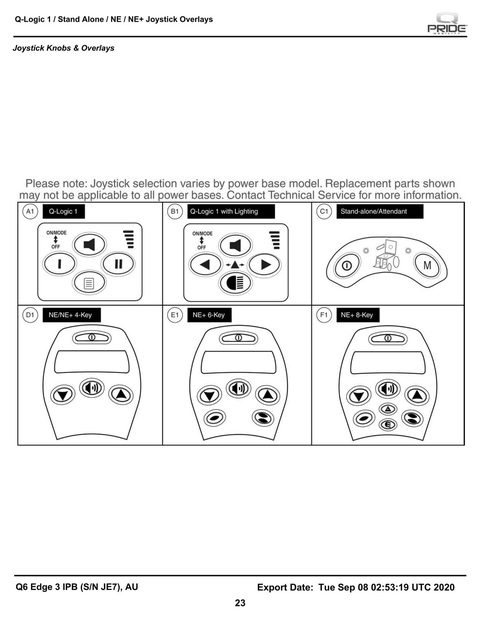 Q-Logic 1 / Stand Alone / NE / NE+ Joystick Overlays
PRIDE
Joystick Knobs & Overlays
Please note: Joystick selection varies by power base model. Replacement parts shown
may not be applicable to all power bases. Contact Technical Service for more information.
A1 Q-Logic 1
ON/MODE
OFF
B1 Q-Logic 1 with Lighting
ON/MODE
OFF
C1 Stand-alone/Attendant
M
D1 NE/NE+ 4-Key
E1 NE+ 6-Key
F1 NE+ 8-Key
Q6 Edge 3 IPB (S/N JE7), AU
Export Date: Tue Sep 08 02:53:19 UTC 2020
23